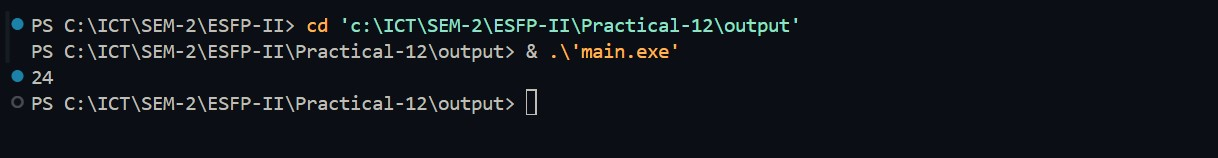 PS C:\ICT\SEM-2\ESFP-II> cd 'c:\ICT\SEM-2\ESFP-II\Practical-12\output'
PS C:\ICT\SEM-2\ESFP-II\Practical-12\output> & .\'main.exe'
24
PS C:\ICT\SEM-2\ESFP-II\Practical-12\output>